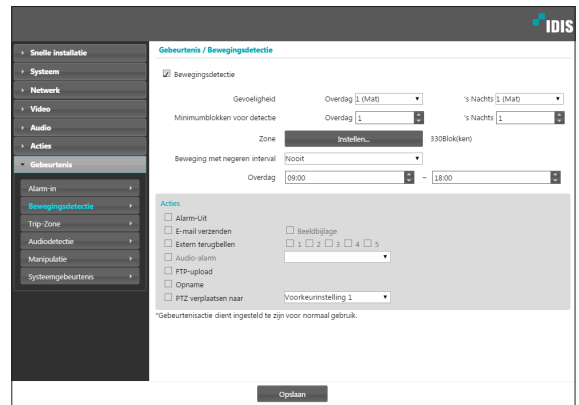 IDIS
Snelle installatie
Systeem
Netwerk
Video
Audio
Acties
Gebeurtenis
Alarm-in
Bewegingsdetectie
Trip-Zone
Audiodetectie
Manipulatie
Systeemgebeurtenis
Gebeurtenis / Bewegingsdetectie
Bewegingsdetectie
Gevoeligheid Overdag 1 (Mat) 's Nachts 1 (Mat)
Minimumblokken voor detectie Overdag 1 's Nachts 1
Zone Instellen... 330Blok(ken)
Beweging met negeren interval Nooit
Overdag 09:00 ~ 18:00
Acties
Alarm-Uit
E-mail verzenden Beeldbijlage
Extern terugbellen 1 2 3 4 5
Audio-alarm
FTP-upload
Opname
PTZ verplaatsen naar Voorkeurinstelling 1
*Gebeurtenisactie dient ingesteld te zijn voor normaal gebruik.
Opslaan